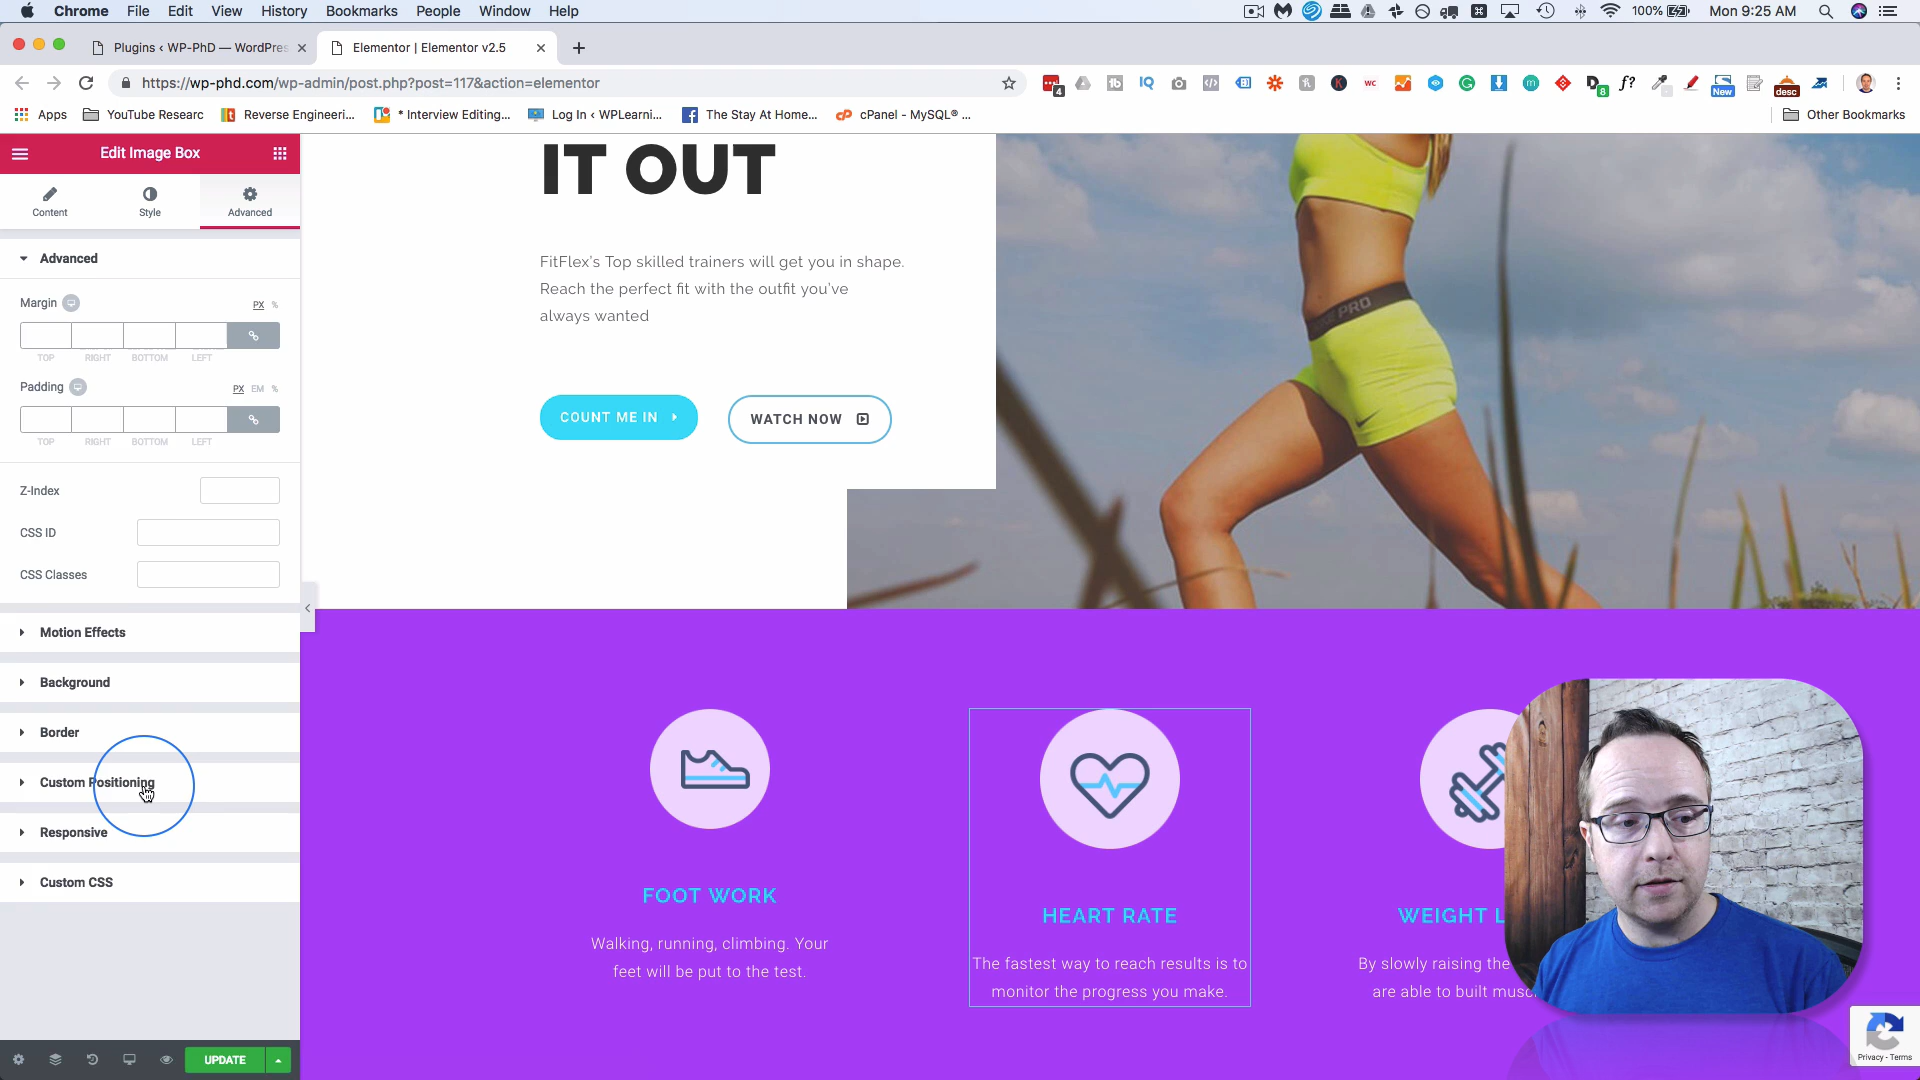 Chrome File Edit View History Bookmarks People Window Help
100% Mon 9:25 AM
Plugins ‹ WP-PhD — WordPres
Elementor | Elementor v2.5
https://wp-phd.com/wp-admin/post.php?post=117&action=elementor
4 WC 8 f? New desc
Apps YouTube Researc Reverse Engineeri... * Interview Editing... Log In ‹ WPLearni... The Stay At Home... cPanel - MySQL® ... Other Bookmarks
Edit Image Box
Content Style Advanced
Advanced
Margin PX %
TOP RIGHT BOTTOM LEFT
Padding PX EM %
TOP RIGHT BOTTOM LEFT
Z-Index
CSS ID
CSS Classes
Motion Effects
Background
Border
Custom Positioning
Responsive
Custom CSS
UPDATE
IT OUT
FitFlex's Top skilled trainers will get you in shape.
Reach the perfect fit with the outfit you've
always wanted
COUNT ME IN
WATCH NOW
PRO
FOOT WORK
Walking, running, climbing. Your
feet will be put to the test.
HEART RATE
The fastest way to reach results is to
monitor the progress you make.
WEIGHT L
By slowly raising the
are able to built musc
Privacy - Terms